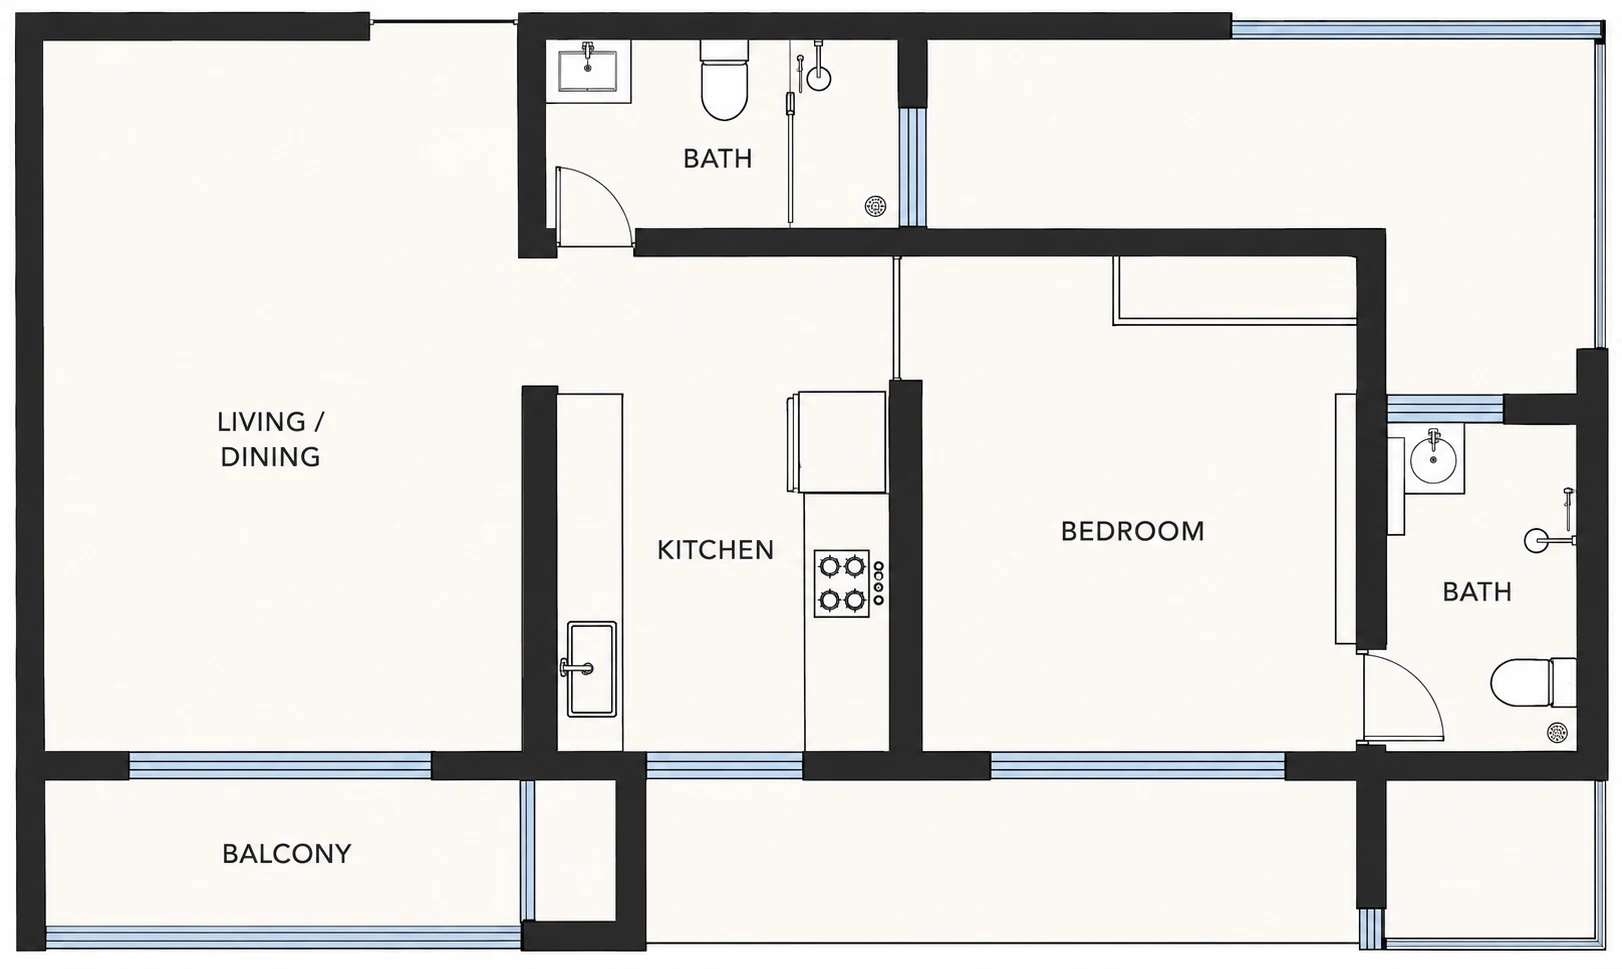 BATH
LIVING /
DINING
KITCHEN
BEDROOM
BATH
BALCONY